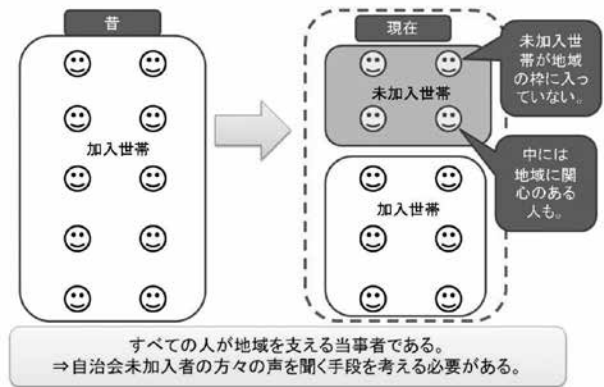 昔
加入世帯
現在
未加入世帯
加入世帯
未加入世
帯が地域
の枠に入っ
ていない。
中には
地域に関
心のある
人も。
すべての人が地域を支える当事者である。
⇒自治会未加入者の方々の声を聞く手段を考える必要がある。